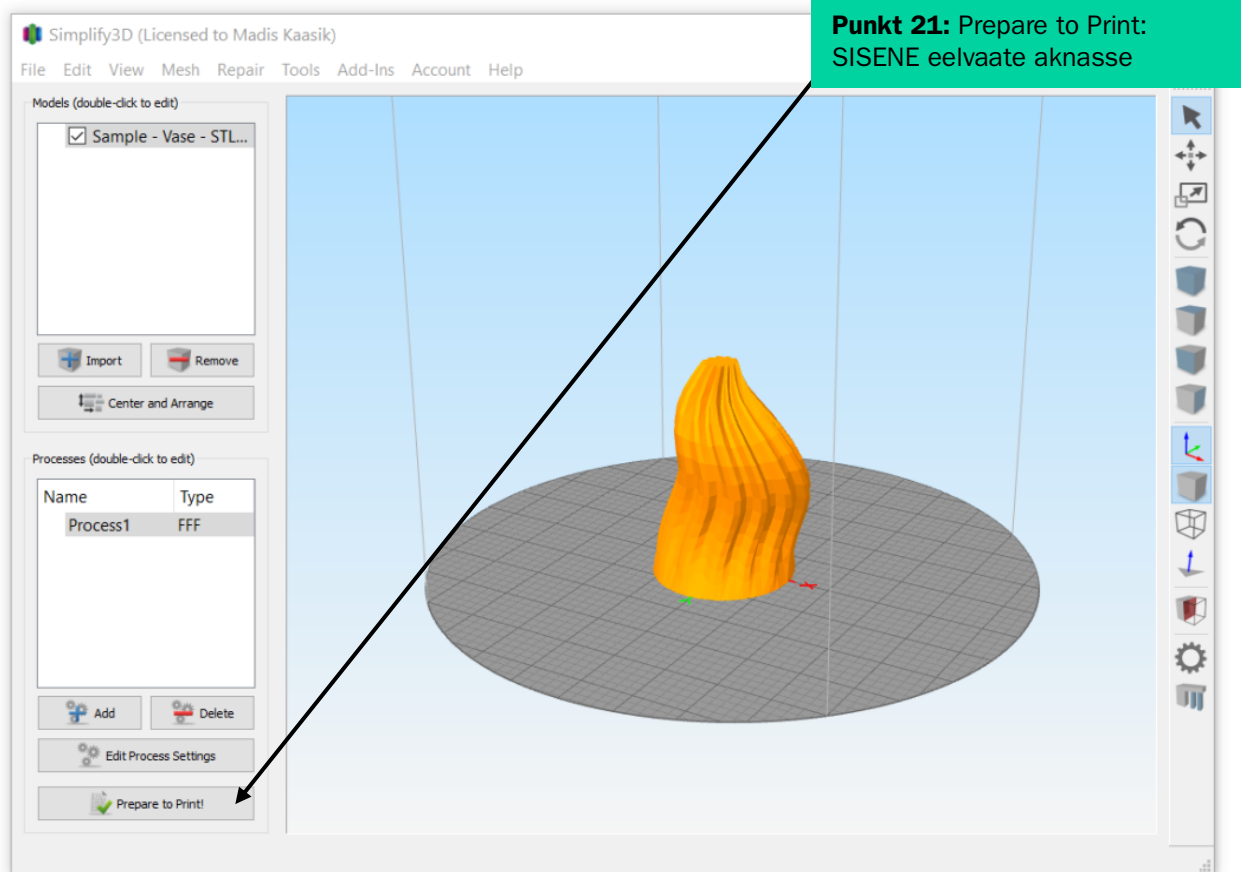 Punkt 21: Prepare to Print:
SISENE eelvaate aknasse
Simplify3D (Licensed to Madis Kaasik)
File Edit View Mesh Repair Tools Add-Ins Account Help
Models (double-click to edit)
Sample - Vase - STL...
Import Remove
Center and Arrange
Processes (double-click to edit)
Name Type
Process1 FFF
Add Delete
Edit Process Settings
Prepare to Print!